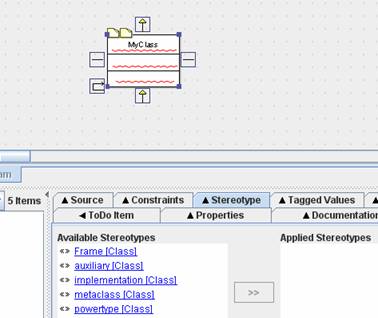 MyClass
am
5 Items
▲ Source ▲ Constraints ▲ Stereotype ▲ Tagged Values ▲
◄ ToDo Item ▲ Properties ▲ Documentation
Available Stereotypes Applied Stereotypes
«» Frame [Class]
«» auxiliary [Class]
«» implementation [Class]
«» metaclass [Class]
«» powertype [Class]
>>